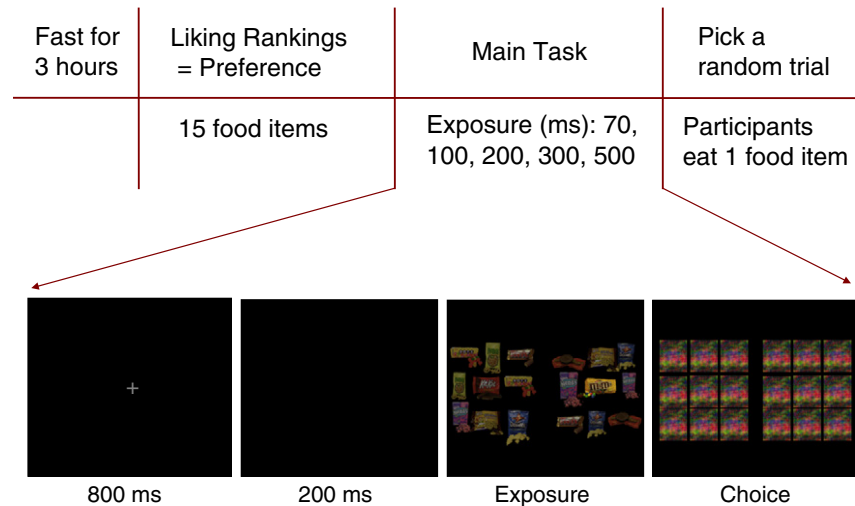 Fast for
3 hours
Liking Rankings
= Preference
Main Task
Pick a
random trial
15 food items
Exposure (ms): 70,
100, 200, 300, 500
Participants
eat 1 food item
800 ms
200 ms
Exposure
Choice